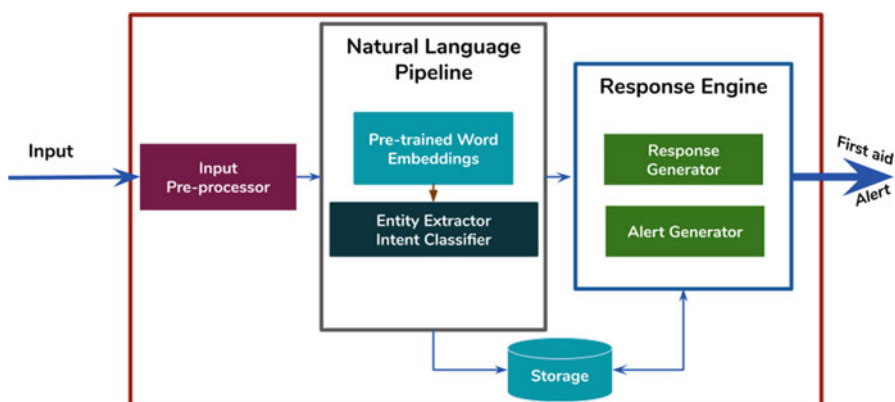 Input
Input
Pre-processor
Natural Language
Pipeline
Pre-trained Word
Embeddings
Entity Extractor
Intent Classifier
Response Engine
Response
Generator
Alert Generator
First aid
Alert
Storage